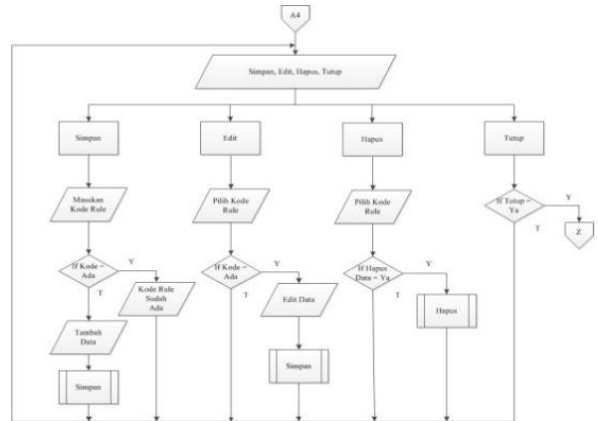 A4
Simpan, Edit, Hapus, Tutup
Simpan
Edit
Hapus
Tutup
Masukan
Kode Rule
Pilih Kode
Rule
Pilih Kode
Rule
If Tutup =
Ya
Y
T
Z
If Kode =
Ada
Y
T
Kode Rule
Sudah
Ada
If Kode =
Ada
Y
T
Edit Data
If Hapus
Data = Ya
Y
T
Hapus
Tambah
Data
Simpan
Simpan